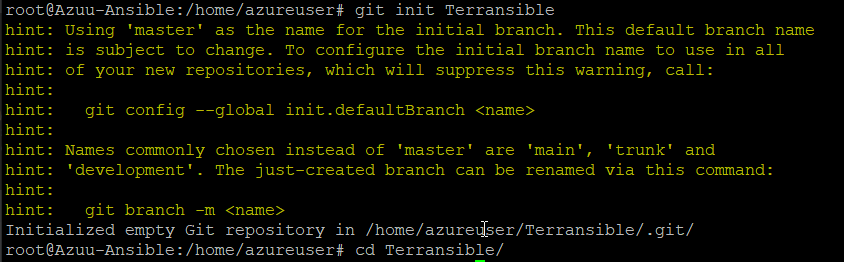 root@Azuu-Ansible:/home/azureuser# git init Terransible
hint: Using 'master' as the name for the initial branch. This default branch name
hint: is subject to change. To configure the initial branch name to use in all
hint: of your new repositories, which will suppress this warning, call:
hint:
hint:   git config --global init.defaultBranch <name>
hint:
hint: Names commonly chosen instead of 'master' are 'main', 'trunk' and
hint: 'development'. The just-created branch can be renamed via this command:
hint:
hint:   git branch -m <name>
Initialized empty Git repository in /home/azureuser/Terransible/.git/
root@Azuu-Ansible:/home/azureuser# cd Terransible/